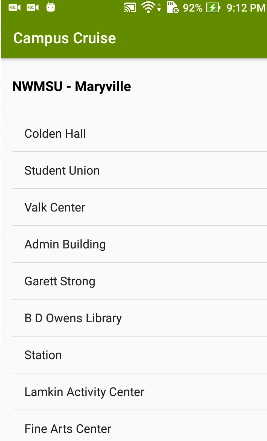 92% 9:12 PM
Campus Cruise
NWMSU - Maryville
Colden Hall
Student Union
Valk Center
Admin Building
Garett Strong
B D Owens Library
Station
Lamkin Activity Center
Fine Arts Center